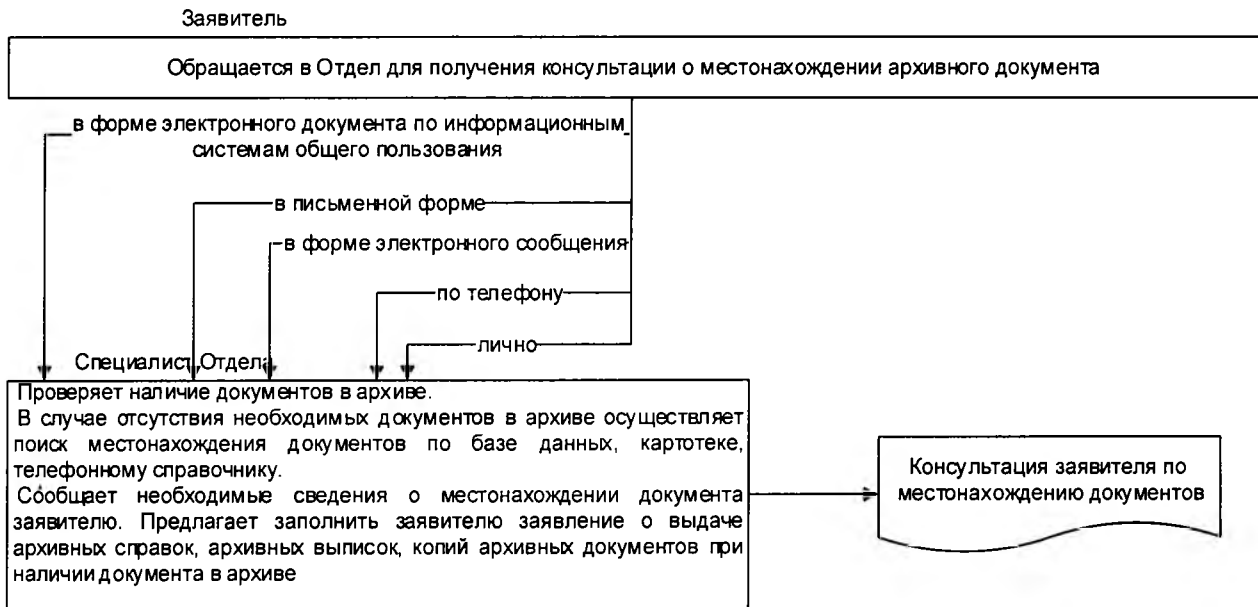 Заявитель
Обращается в Отдел для получения консультации о местонахождении архивного документа
в форме электронного документа по информационным
системам общего пользования
в письменной форме
в форме электронного сообщения
по телефону
лично
Специалист Отдела
Проверяет наличие документов в архиве.
В случае отсутствия необходимых документов в архиве осуществляет
поиск местонахождения документов по базе данных, картотеке,
телефонному справочнику.
Сообщает необходимые сведения о местонахождении документа
заявителю. Предлагает заполнить заявителю заявление о выдаче
архивных справок, архивных выписок, копий архивных документов при
наличии документа в архиве
Консультация заявителя по
местонахождению документов